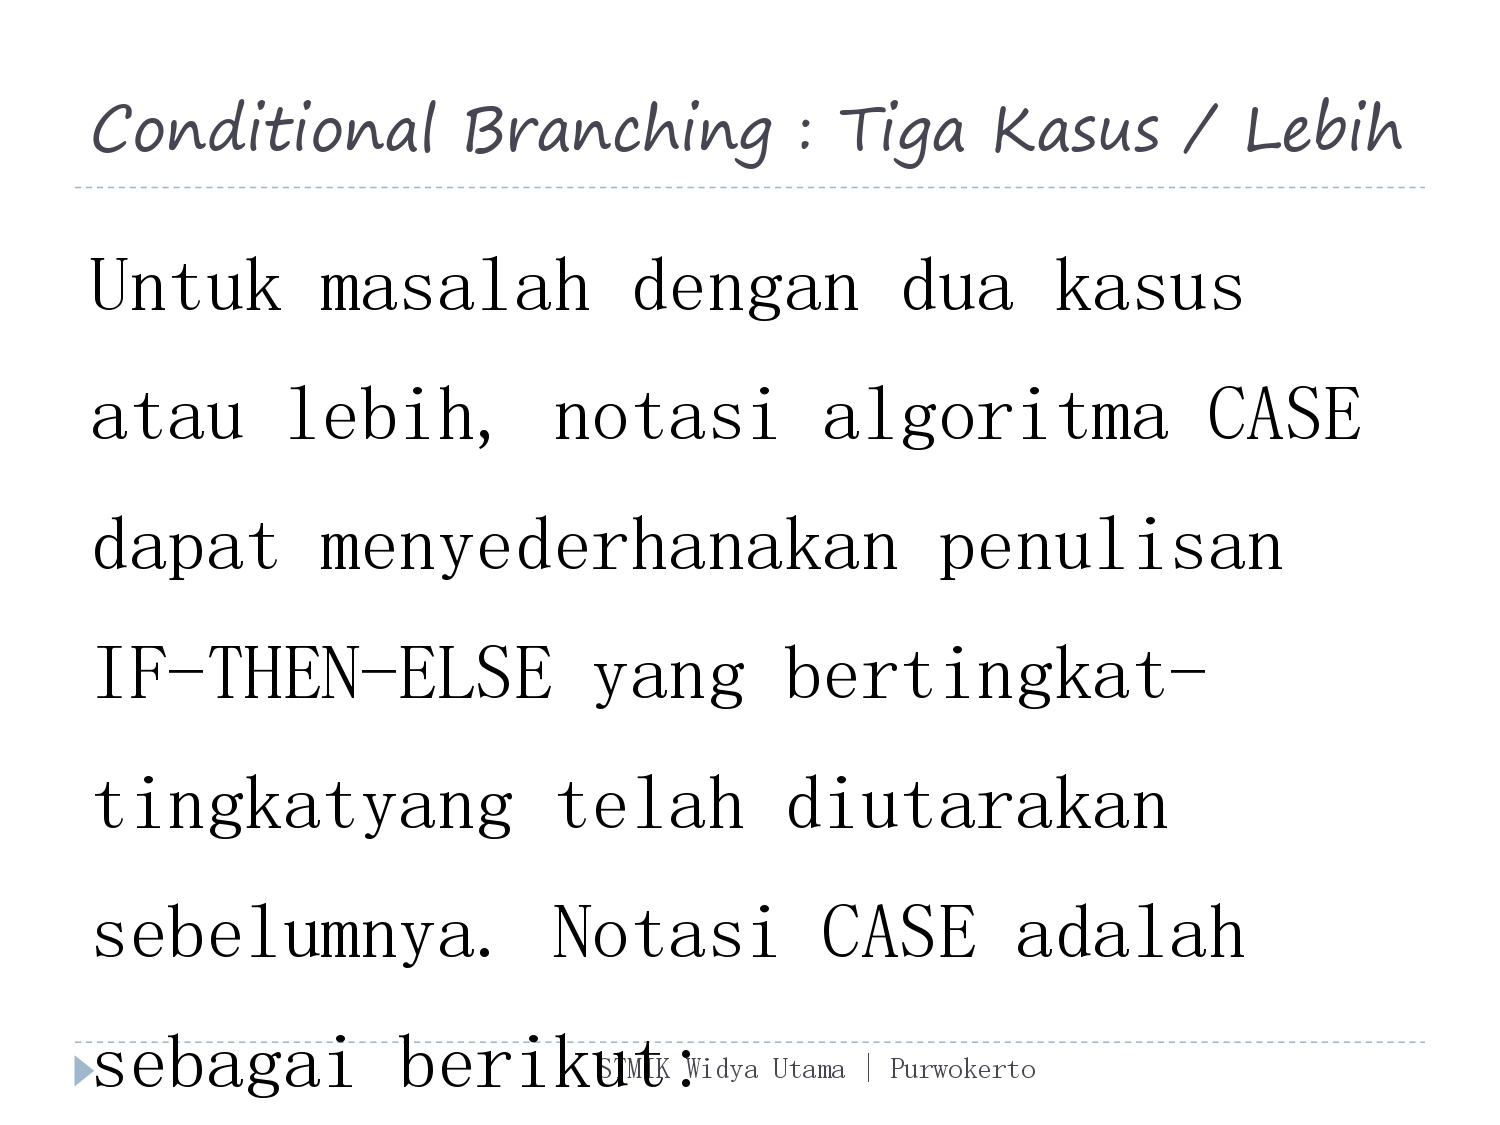 Conditional Branching : Tiga Kasus / Lebih
Untuk masalah dengan dua kasus
atau lebih, notasi algoritma CASE
dapat menyederhanakan penulisan
IF-THEN-ELSE yang bertingkat-
tingkatyang telah diutarakan
sebelumnya. Notasi CASE adalah
sebagai berikut:
STMIK Widya Utama | Purwokerto